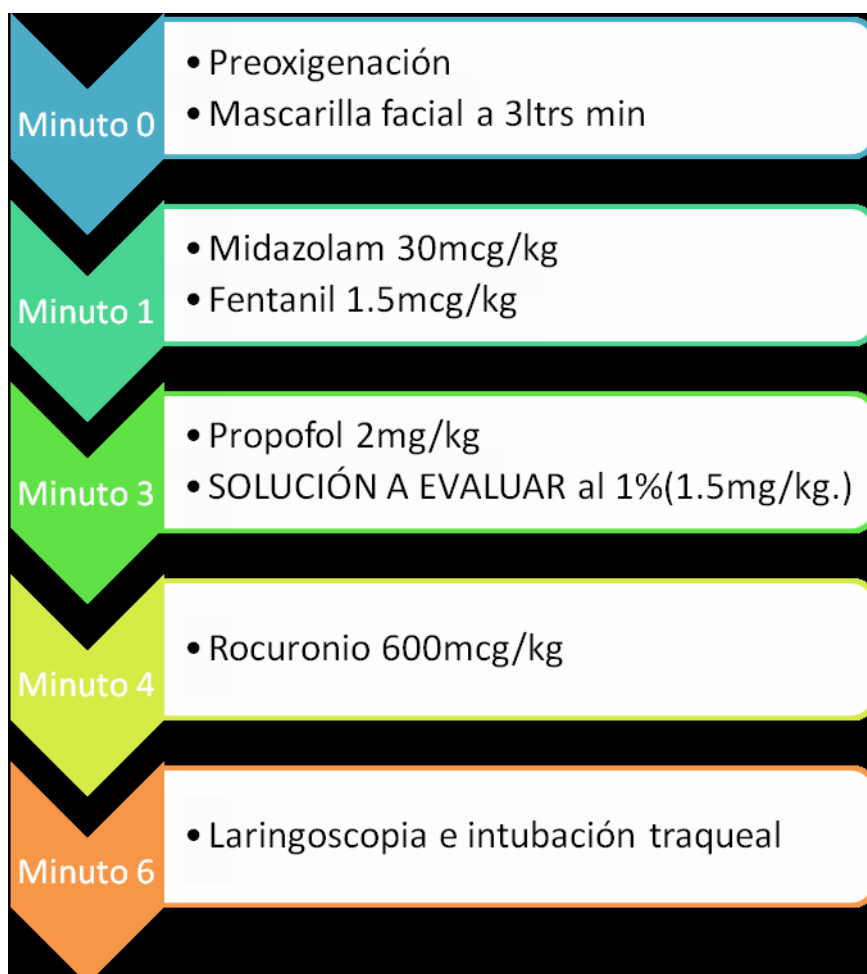 Minuto 0
• Preoxigenación
• Mascarilla facial a 3ltrs min
Minuto 1
• Midazolam 30mcg/kg
• Fentanil 1.5mcg/kg
Minuto 3
• Propofol 2mg/kg
• SOLUCIÓN A EVALUAR al 1%(1.5mg/kg.)
Minuto 4
• Rocuronio 600mcg/kg
Minuto 6
• Laringoscopia e intubación traqueal